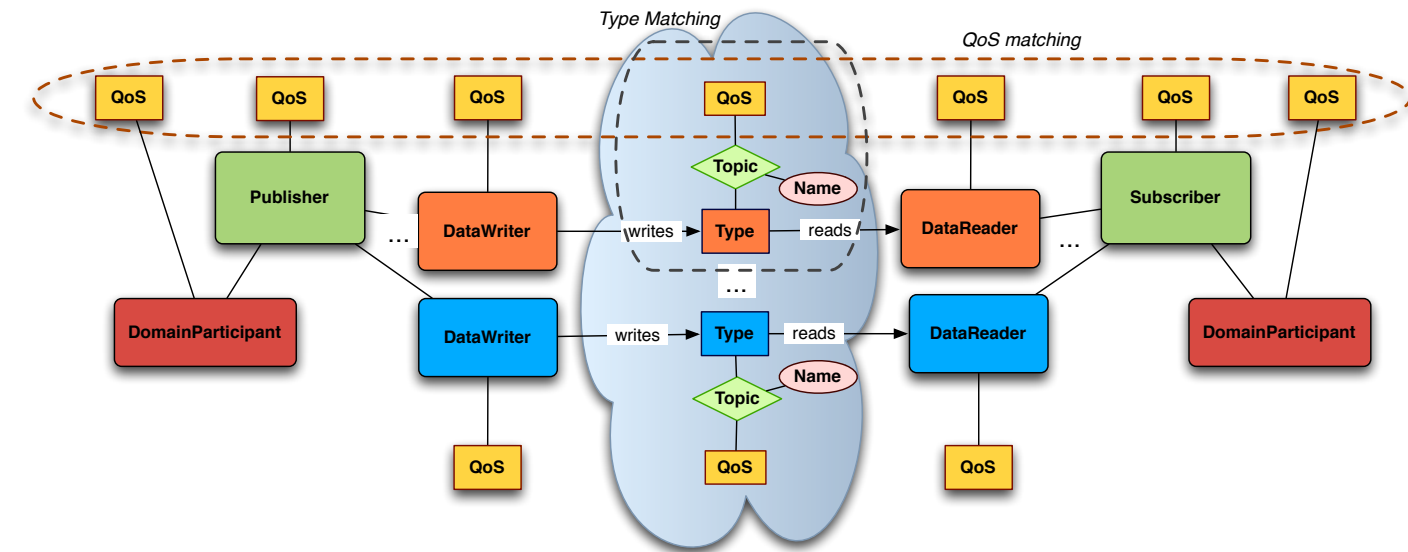 Type Matching
QoS matching
QoS
QoS
QoS
QoS
QoS
QoS
QoS
Publisher
Topic
Name
Subscriber
...
DataWriter
writes
Type
reads
DataReader
...
...
DomainParticipant
DataWriter
writes
Type
reads
DataReader
DomainParticipant
Name
Topic
QoS
QoS
QoS